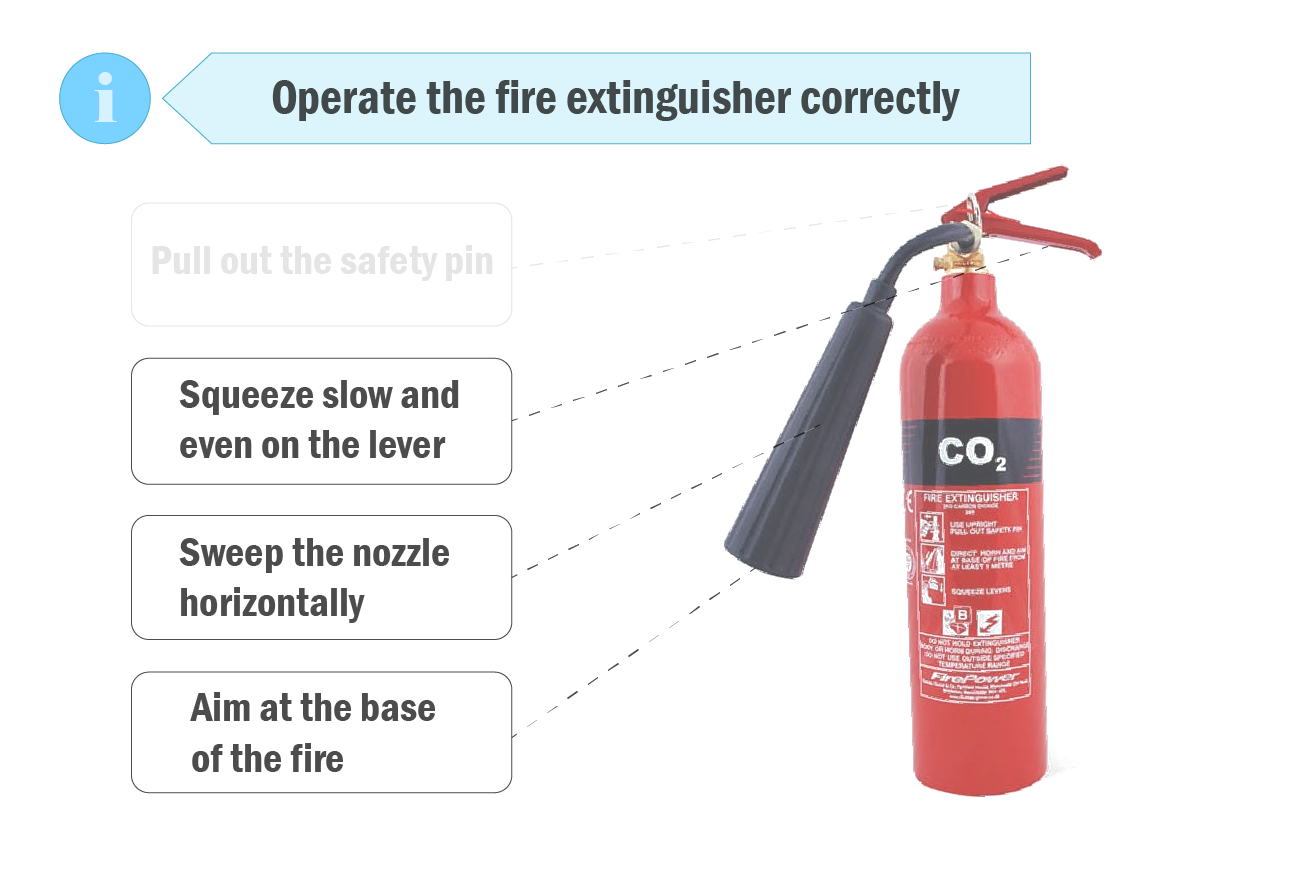 i
Operate the fire extinguisher correctly
Pull out the safety pin
Squeeze slow and
even on the lever
Sweep the nozzle
horizontally
Aim at the base
of the fire
CO₂
FIRE EXTINGUISHER
CARBON DIOXIDE
USE UPRIGHT
PULL OUT SAFETY PIN
DIRECT HORN AND AIM
AT BASE OF FIRE FROM
AT LEAST 1 METRE
SQUEEZE LEVERS
B
DO NOT HOLD EXTINGUISHER
BODY OR HORN DURING DISCHARGE
DO NOT USE OUTSIDE SPECIFIED
TEMPERATURE RANGE
FirePower